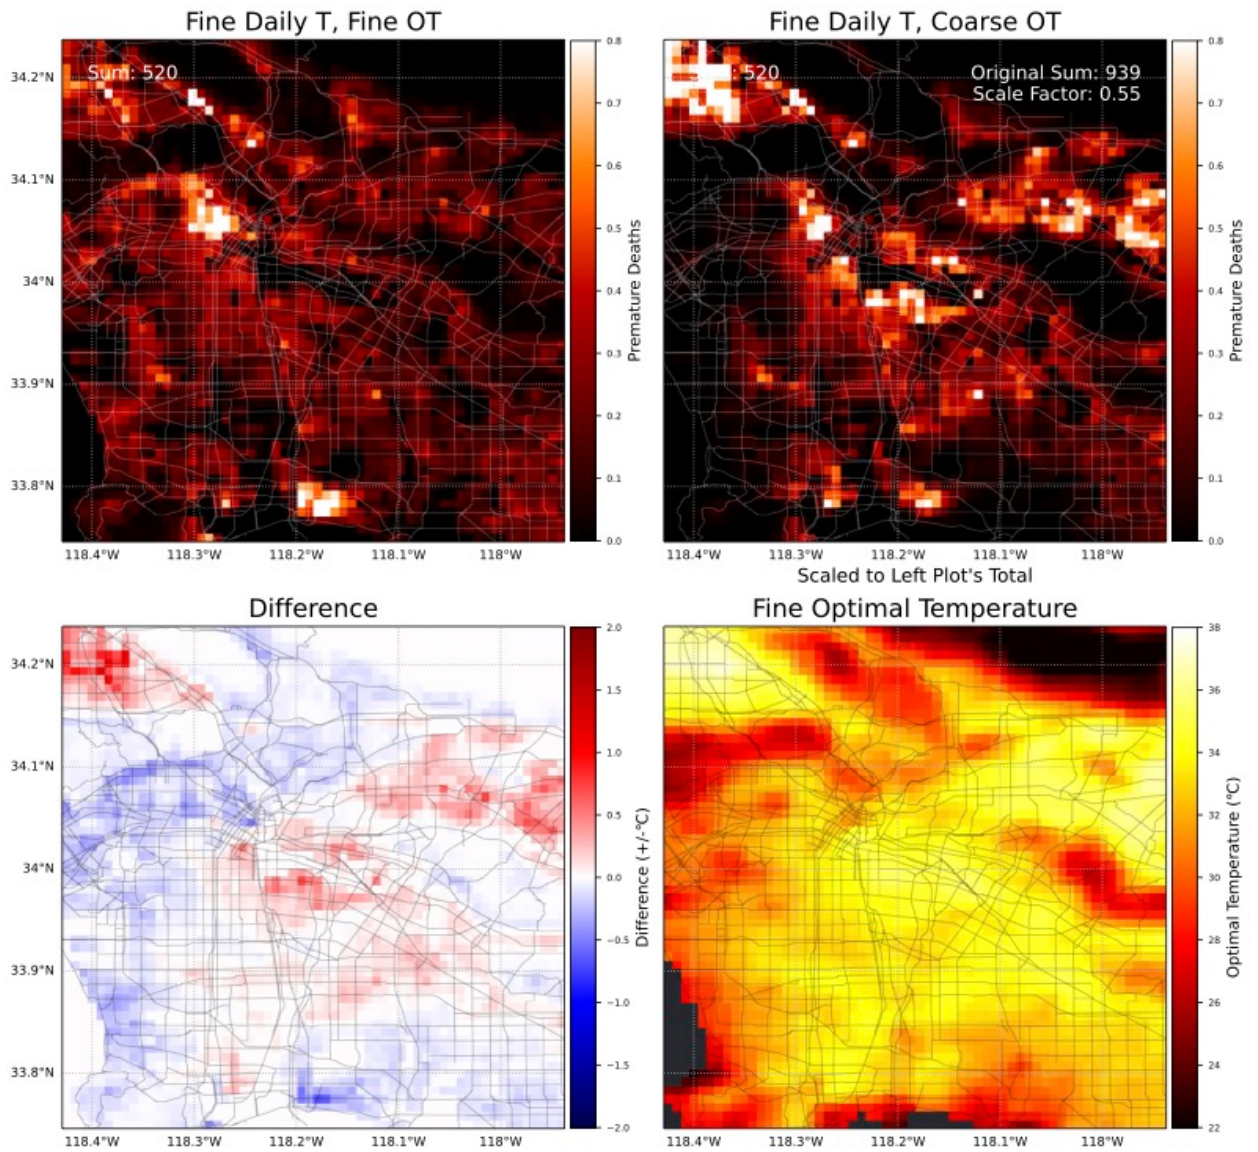 Fine Daily T, Fine OT
Sum: 520
34.2°N
34.1°N
34°N
33.9°N
33.8°N
118.4°W
118.3°W
118.2°W
118.1°W
118°W
0.8
0.7
0.6
0.5
0.4
0.3
0.2
0.1
0.0
Premature Deaths
Fine Daily T, Coarse OT
: 520
Original Sum: 939
Scale Factor: 0.55
118.4°W
118.3°W
118.2°W
118.1°W
118°W
Scaled to Left Plot's Total
0.8
0.7
0.6
0.5
0.4
0.3
0.2
0.1
0.0
Premature Deaths
Difference
34.2°N
34.1°N
34°N
33.9°N
33.8°N
118.4°W
118.3°W
118.2°W
118.1°W
118°W
2.0
1.5
1.0
0.5
0.0
−0.5
−1.0
−1.5
−2.0
Difference (+/-°C)
Fine Optimal Temperature
118.4°W
118.3°W
118.2°W
118.1°W
118°W
38
36
34
32
30
28
26
24
22
Optimal Temperature (°C)